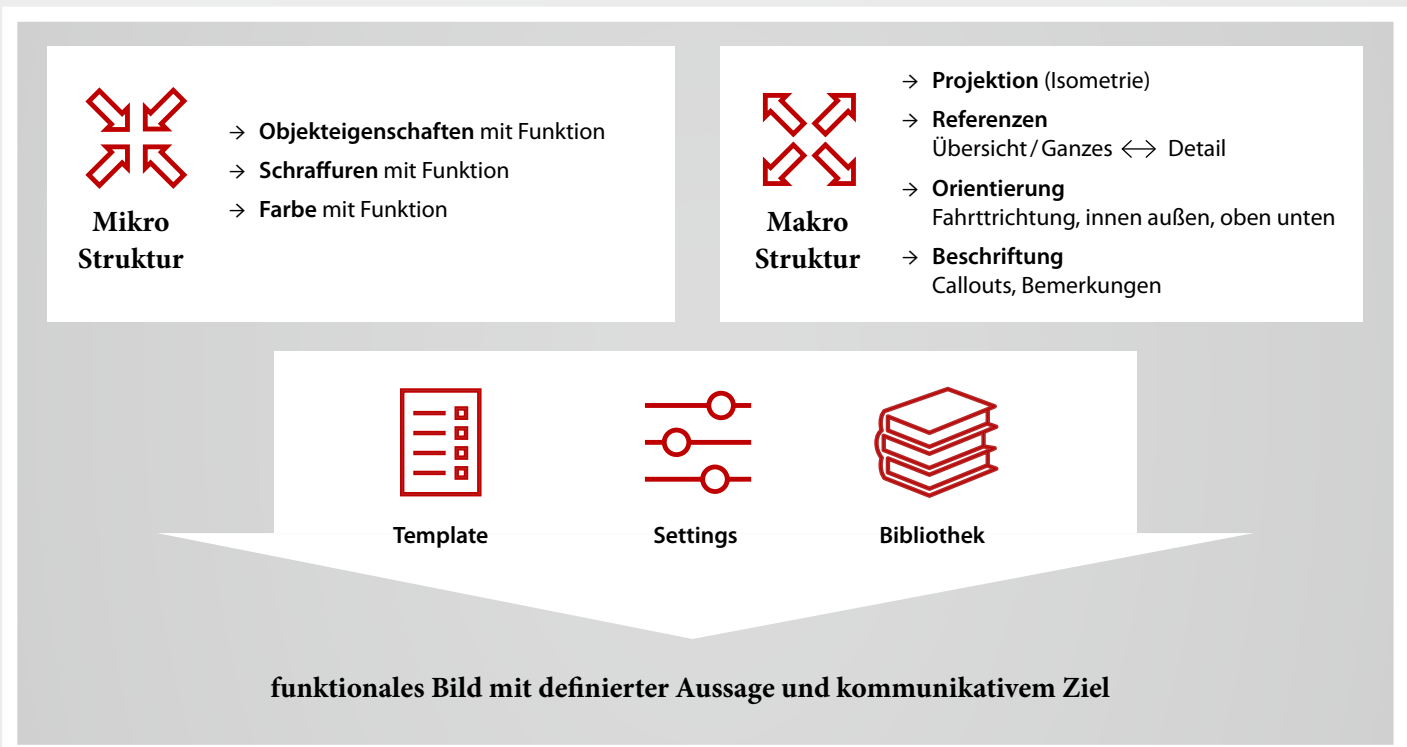 Mikro
Struktur
→ Objekteigenschaften mit Funktion
→ Schraffuren mit Funktion
→ Farbe mit Funktion
Makro
Struktur
→ Projektion (Isometrie)
→ Referenzen
Übersicht / Ganzes ↔ Detail
→ Orientierung
Fahrttrichtung, innen außen, oben unten
→ Beschriftung
Callouts, Bemerkungen
Template
Settings
Bibliothek
funktionales Bild mit definierter Aussage und kommunikativem Ziel